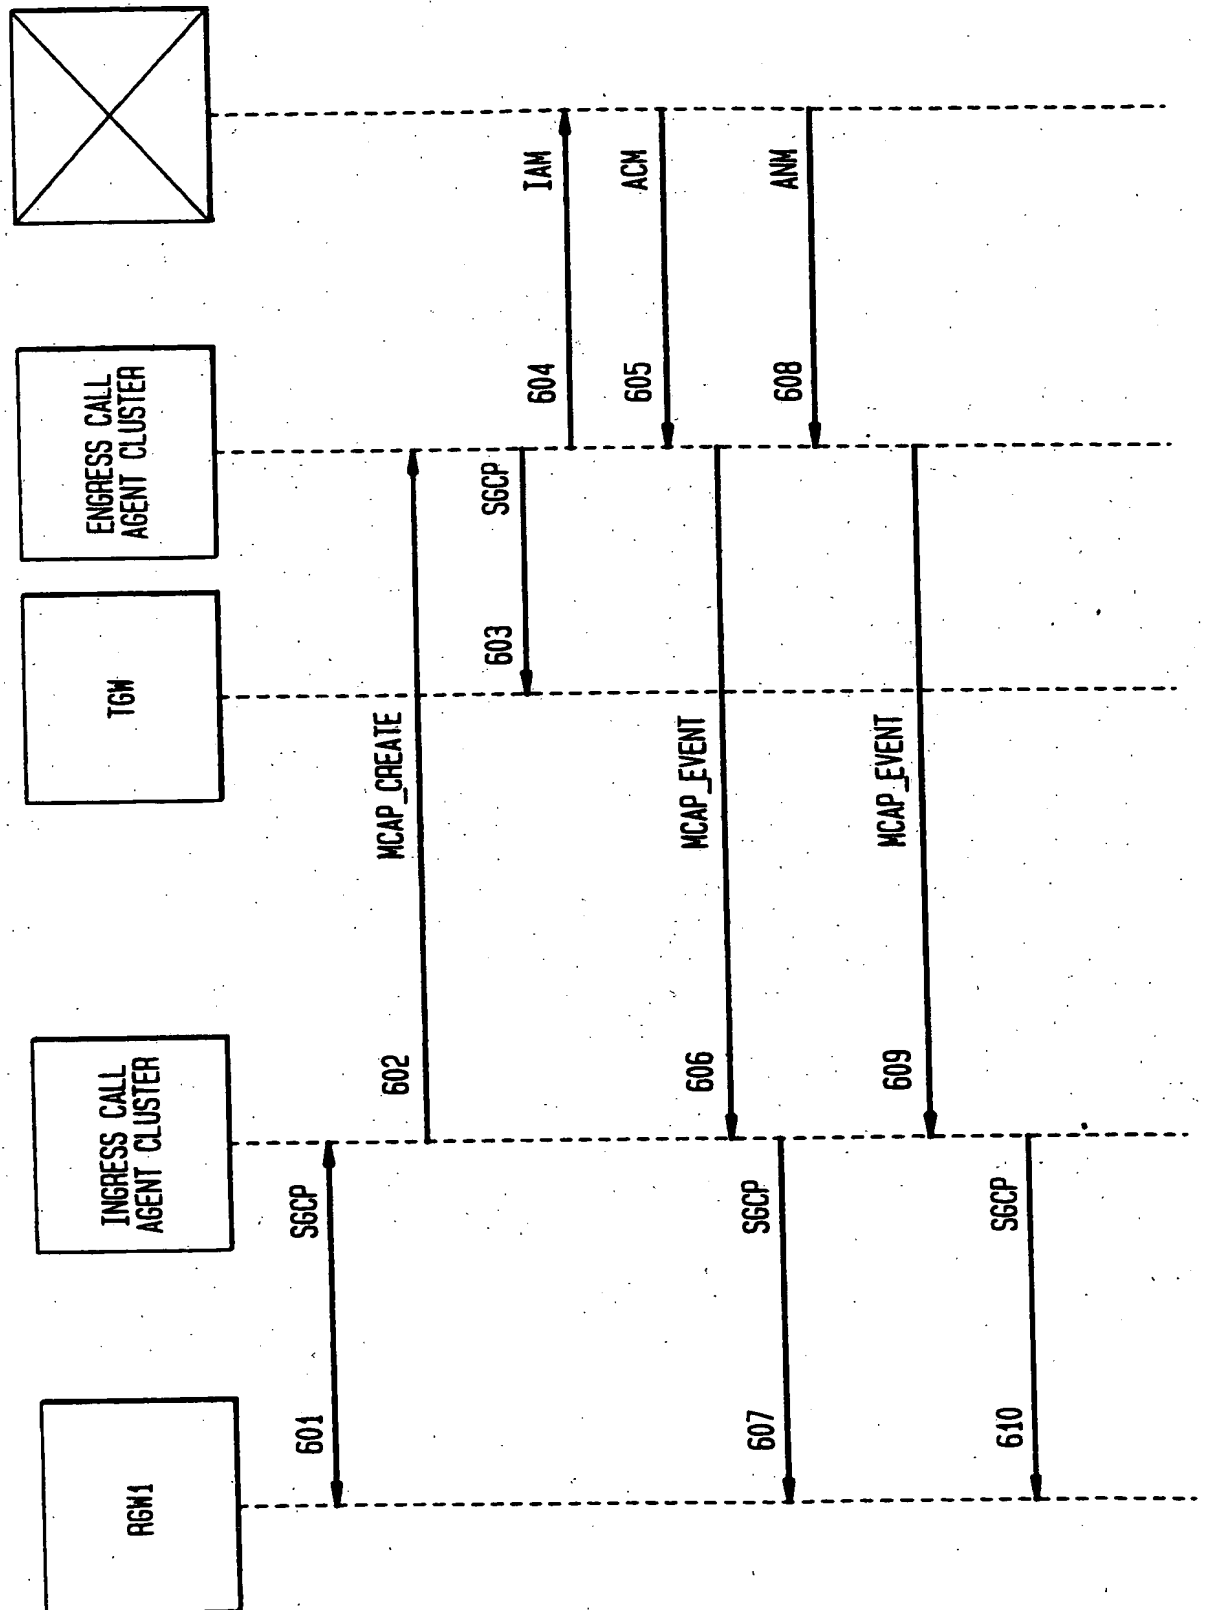 RGW1
INGRESS CALL
AGENT CLUSTER
TGW
ENGRESS CALL
AGENT CLUSTER
601
SGCP
602
MCAP_CREATE
603
SGCP
604
IAM
605
ACM
606
MCAP_EVENT
607
SGCP
608
ANM
609
MCAP_EVENT
610
SGCP